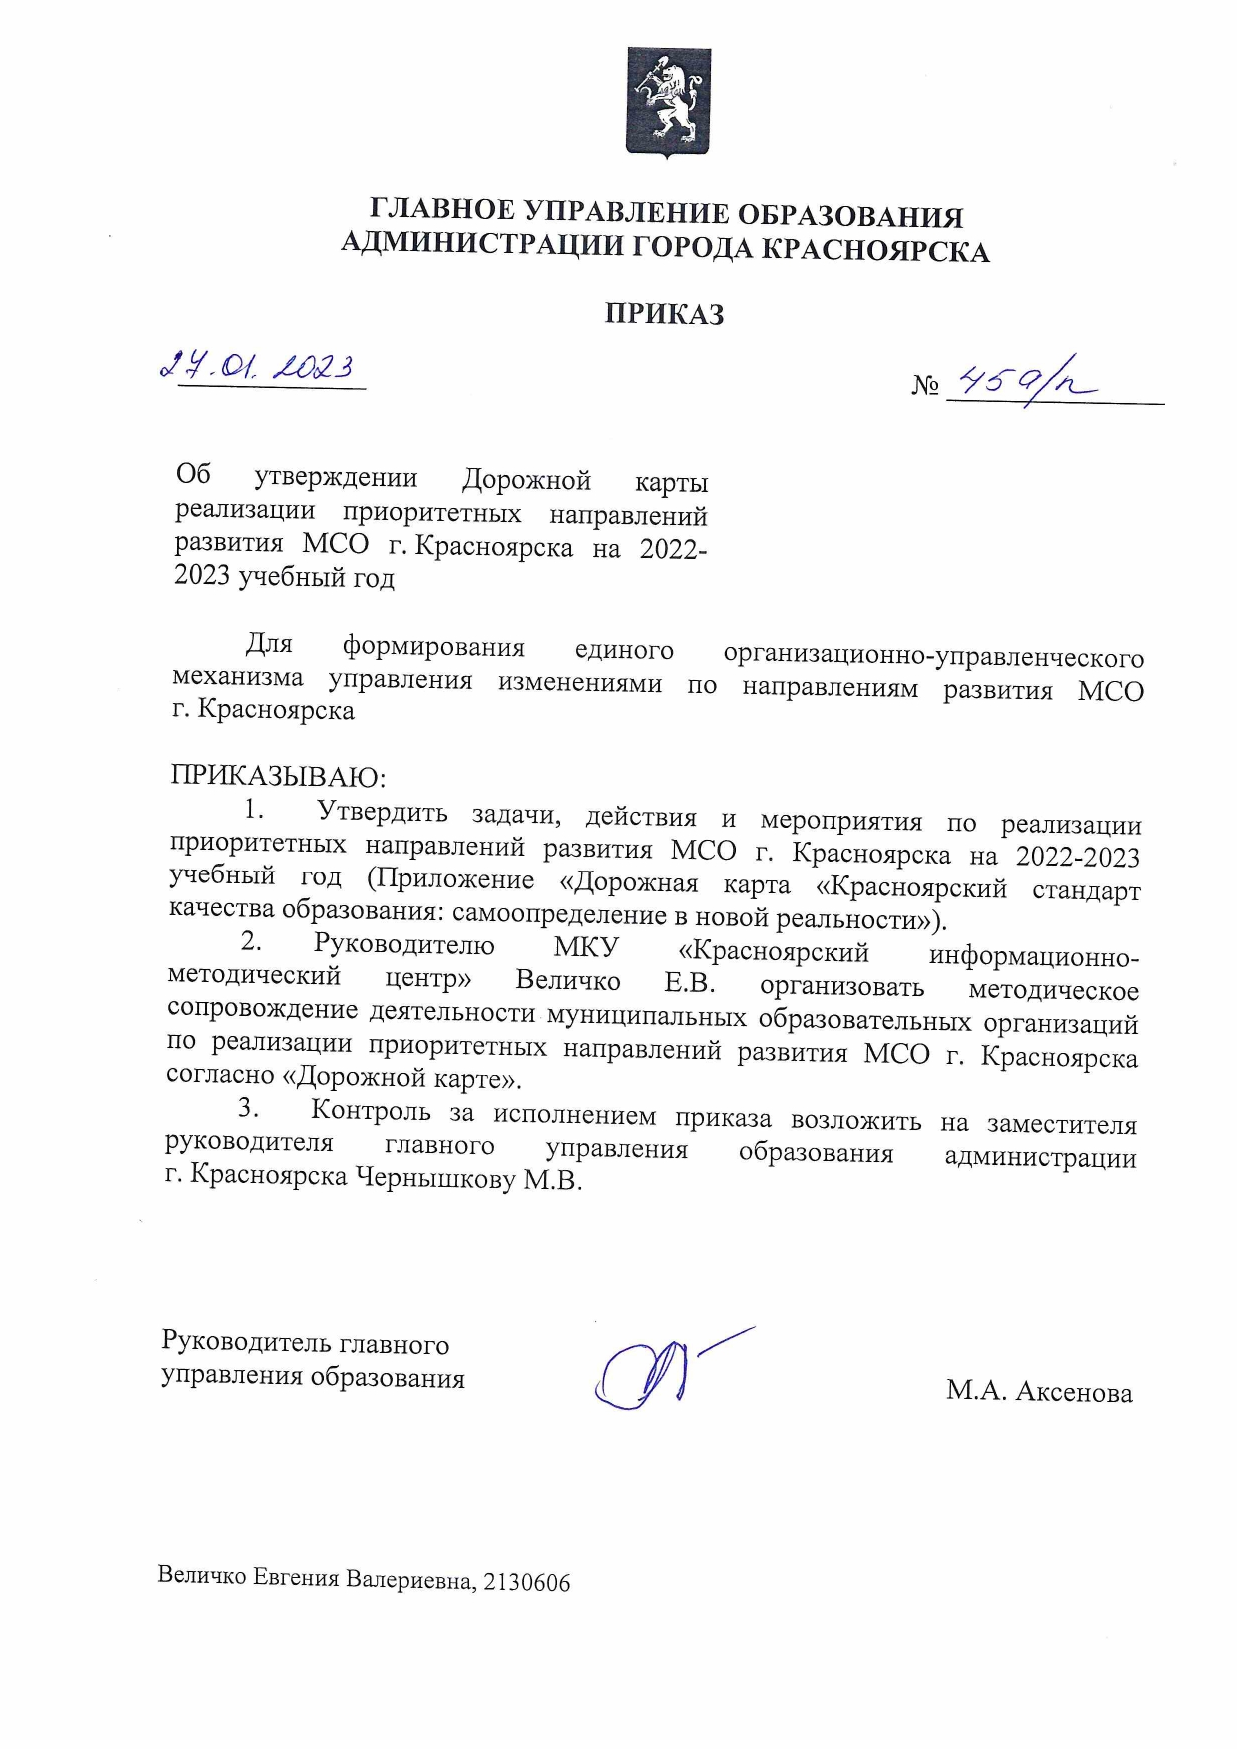 ГЛАВНОЕ УПРАВЛЕНИЕ ОБРАЗОВАНИЯ
АДМИНИСТРАЦИИ ГОРОДА КРАСНОЯРСКА
ПРИКАЗ
27.01.2023
№ 45 о/п
Об утверждении Дорожной карты
реализации приоритетных направлений
развития МСО г. Красноярска на 2022-
2023 учебный год
Для формирования единого организационно-управленческого
механизма управления изменениями по направлениям развития МСО
г. Красноярска
ПРИКАЗЫВАЮ:
1. Утвердить задачи, действия и мероприятия по реализации
приоритетных направлений развития МСО г. Красноярска на 2022-2023
учебный год (Приложение «Дорожная карта «Красноярский стандарт
качества образования: самоопределение в новой реальности»).
2. Руководителю МКУ «Красноярский информационно-
методический центр» Величко Е.В. организовать методическое
сопровождение деятельности муниципальных образовательных организаций
по реализации приоритетных направлений развития МСО г. Красноярска
согласно «Дорожной карте».
3. Контроль за исполнением приказа возложить на заместителя
руководителя главного управления образования администрации
г. Красноярска Чернышкову М.В.
Руководитель главного
управления образования
М.А. Аксенова
Величко Евгения Валериевна, 2130606